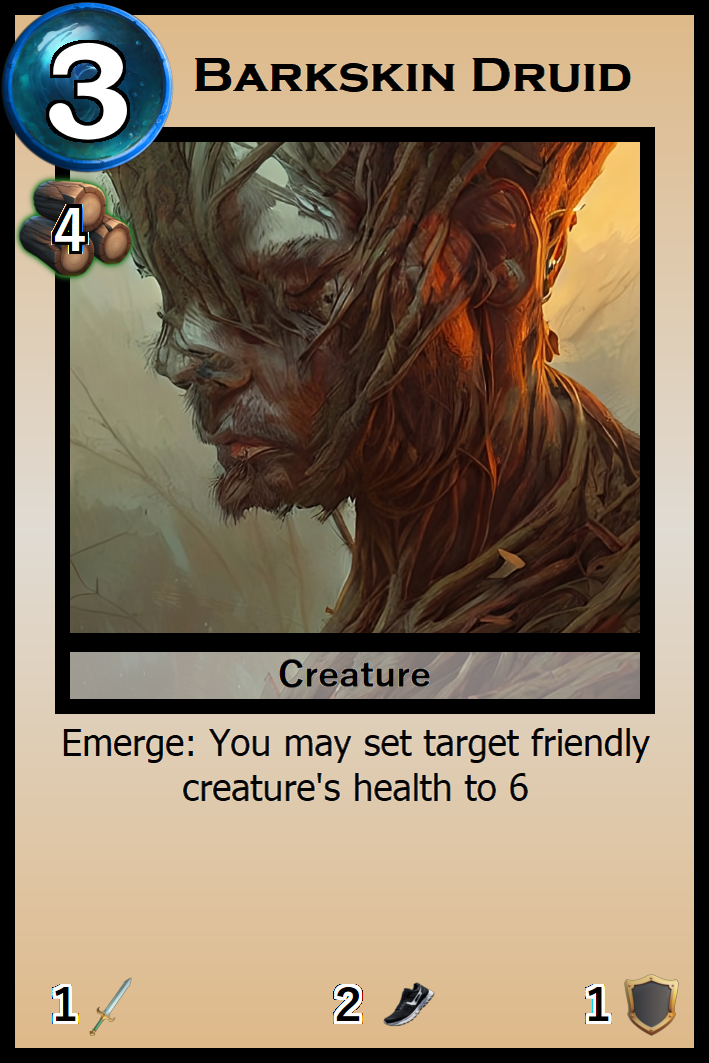 3
Barkskin Druid
4
Creature
Emerge: You may set target friendly
creature's health to 6
1 2 1